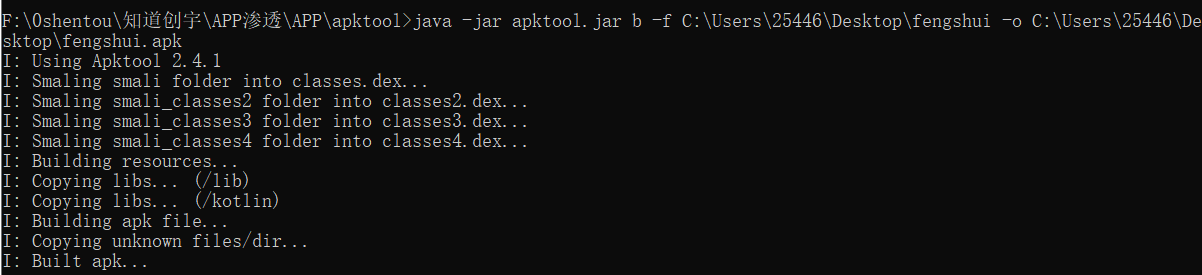 F:\Oshentou\知道创宇\APP渗透\APP\apktool>java -jar apktool.jar b -f C:\Users\25446\Desktop\fengshui -o C:\Users\25446\De
sktop\fengshui.apk
I: Using Apktool 2.4.1
I: Smaling smali folder into classes.dex...
I: Smaling smali_classes2 folder into classes2.dex...
I: Smaling smali_classes3 folder into classes3.dex...
I: Smaling smali_classes4 folder into classes4.dex...
I: Building resources...
I: Copying libs... (/lib)
I: Copying libs... (/kotlin)
I: Building apk file...
I: Copying unknown files/dir...
I: Built apk...